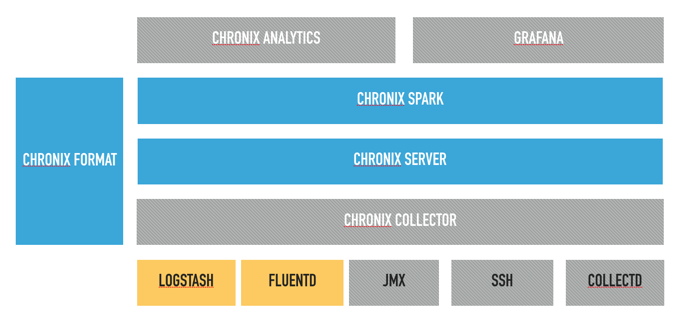 CHRONIX ANALYTICS
GRAFANA
CHRONIX FORMAT
CHRONIX SPARK
CHRONIX SERVER
CHRONIX COLLECTOR
LOGSTASH
FLUENTD
JMX
SSH
COLLECTD